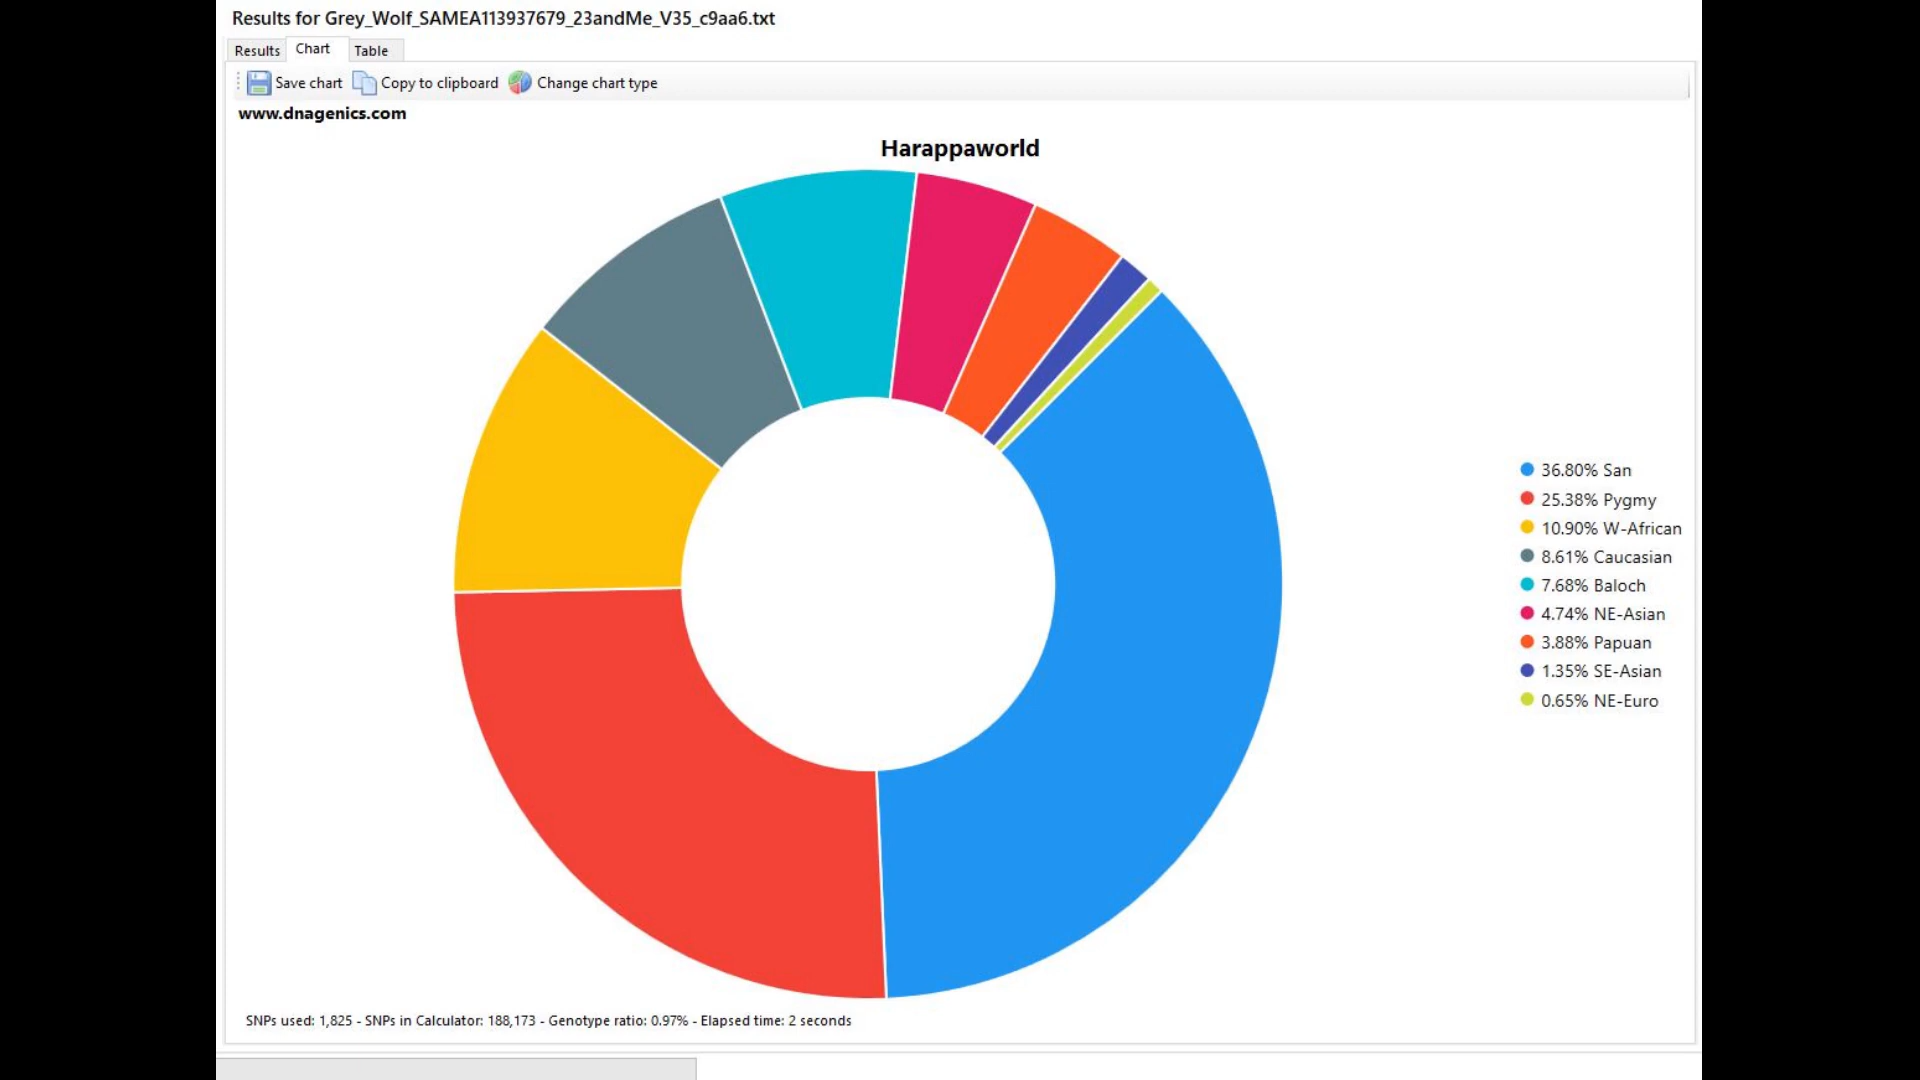 Results for Grey_Wolf_SAMEA113937679_23andMe_V35_c9aa6.txt
Results Chart Table
Save chart Copy to clipboard Change chart type
www.dnagenics.com
Harappaworld
36.80% San
25.38% Pygmy
10.90% W-African
8.61% Caucasian
7.68% Baloch
4.74% NE-Asian
3.88% Papuan
1.35% SE-Asian
0.65% NE-Euro
SNPs used: 1,825 - SNPs in Calculator: 188,173 - Genotype ratio: 0.97% - Elapsed time: 2 seconds